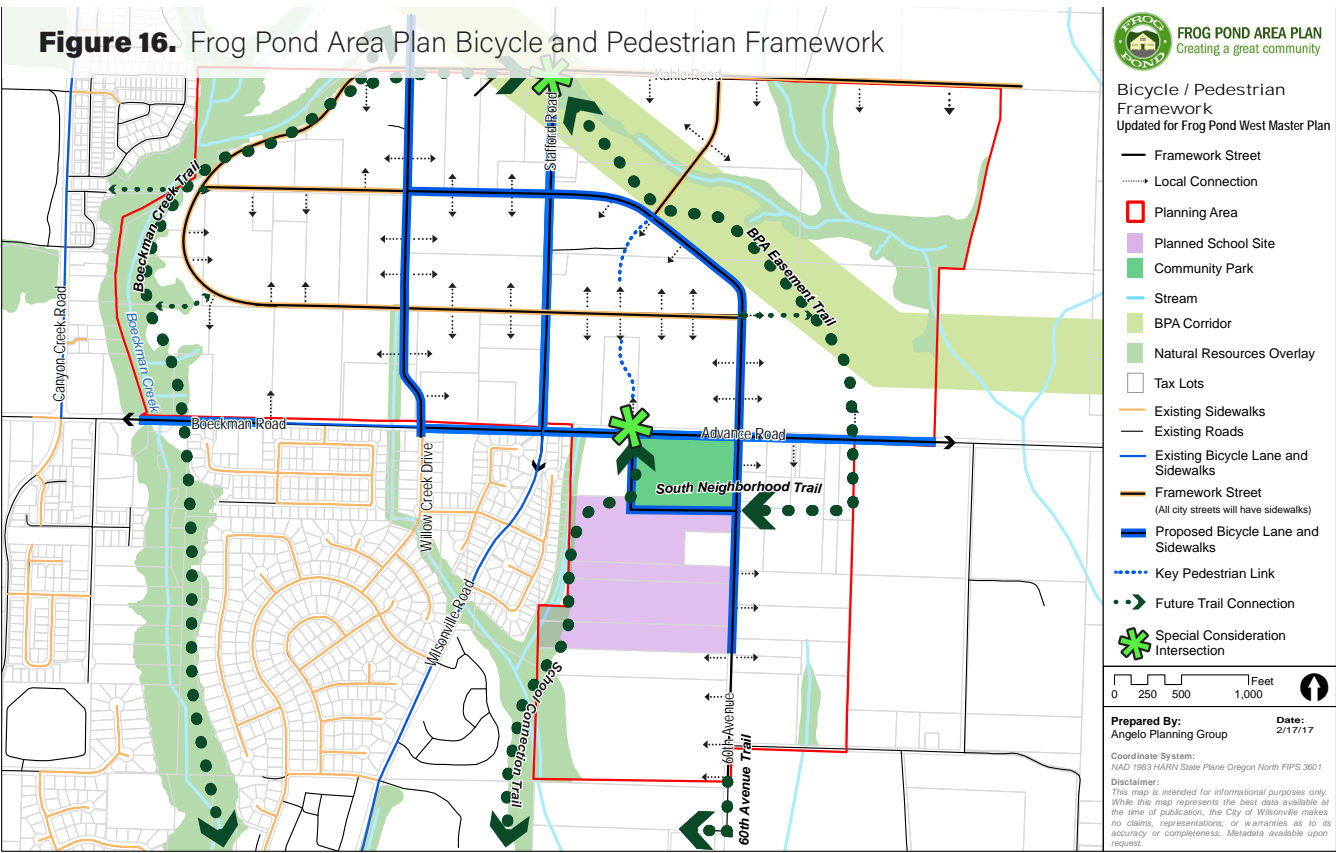 Figure 16. Frog Pond Area Plan Bicycle and Pedestrian Framework
Kahle Road
Stafford Road
Boeckman Creek Trail
BPA Easement Trail
Canyon Creek Road
Boeckman Creek
Boeckman Road
Advance Road
South Neighborhood Trail
Willow Creek Drive
Wilsonville Road
School Connection Trail
60th Avenue
60th Avenue Trail
FROG POND
FROG POND AREA PLAN
Creating a great community
Bicycle / Pedestrian
Framework
Updated for Frog Pond West Master Plan
Framework Street
Local Connection
Planning Area
Planned School Site
Community Park
Stream
BPA Corridor
Natural Resources Overlay
Tax Lots
Existing Sidewalks
Existing Roads
Existing Bicycle Lane and
Sidewalks
Framework Street
(All city streets will have sidewalks)
Proposed Bicycle Lane and
Sidewalks
Key Pedestrian Link
Future Trail Connection
Special Consideration
Intersection
Feet
0 250 500 1,000
Prepared By:
Angelo Planning Group
Date:
2/17/17
Coordinate System:
NAD 1983 HARN State Plane Oregon North FIPS 3601
Disclaimer:
This map is intended for informational purposes only.
While this map represents the best data available at
the time of publication, the City of Wilsonville makes
no claims, representations, or warranties as to its
accuracy or completeness. Metadata available upon
request.